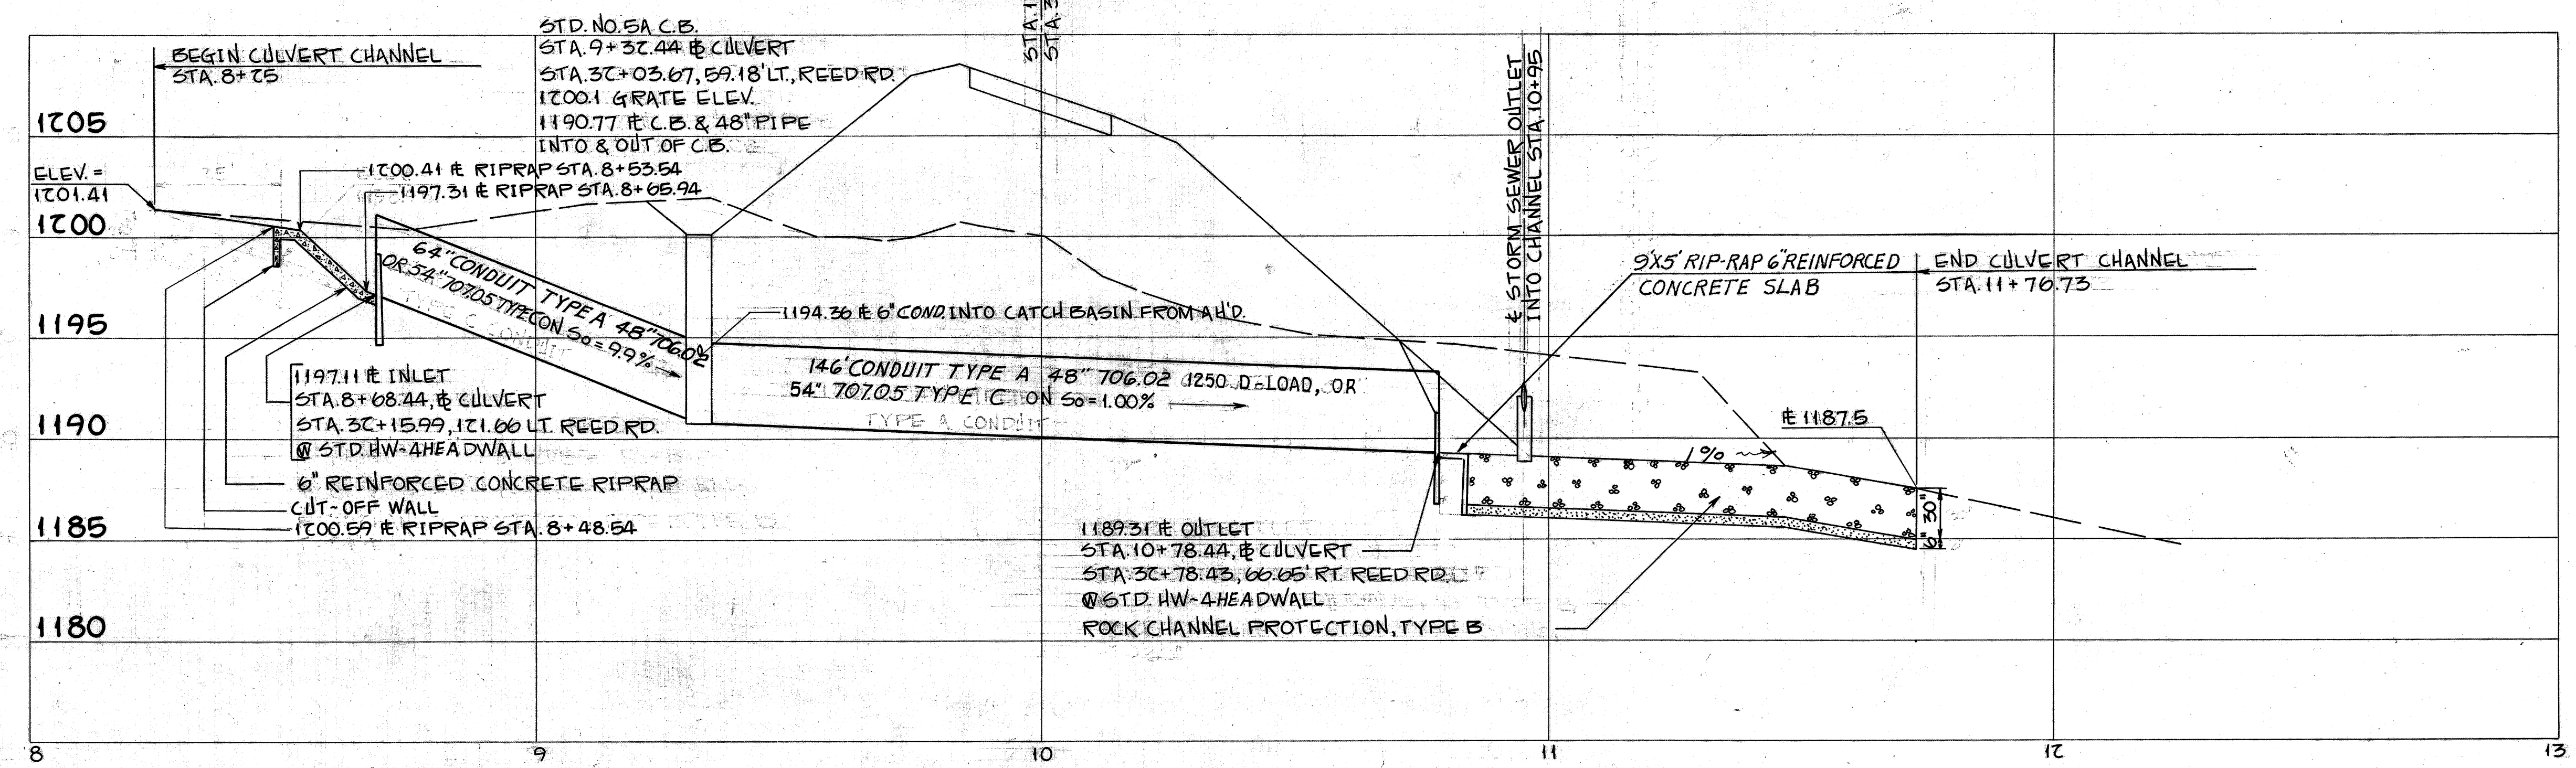 STA.1
STA.3
BEGIN CULVERT CHANNEL
STA. 8+25
STD. NO. 5A C.B.
STA. 9+32.44 ℄ CULVERT
STA. 32+03.67, 59.18' LT., REED RD.
1200.1 GRATE ELEV.
1190.77 ℄ C.B. & 48" PIPE
INTO & OUT OF C.B.
1205
ELEV. =
1201.41
25'
1200.41 ℄ RIPRAP STA. 8+53.54
1197.31 ℄ RIPRAP STA. 8+65.94
1200
64" CONDUIT TYPE A 48" 706.02
OR 54" 707.05 TYPE C ON So = 9.9%
TYPE C CONDUIT
1194.36 ℄ 6" COND. INTO CATCH BASIN FROM AH'D.
℄ STORM SEWER OUTLET
INTO CHANNEL STA. 10+95
9'X5' RIP-RAP 6" REINFORCED
CONCRETE SLAB
END CULVERT CHANNEL
STA. 11+76.73
1195
146' CONDUIT TYPE A 48" 706.02 1250 D-LOAD, OR
54" 707.05 TYPE C ON So = 1.00%
TYPE A CONDUIT
1197.11 ℄ INLET
STA. 8+68.44, ℄ CULVERT
STA. 32+15.99, 121.66 LT. REED RD.
@ STD. HW-4 HEADWALL
1190
℄ 1187.5
1%
6" REINFORCED CONCRETE RIPRAP
CUT-OFF WALL
1200.59 ℄ RIPRAP STA. 8+48.54
1185
1189.31 ℄ OUTLET
STA. 10+78.44, ℄ CULVERT
STA. 32+78.43, 66.65' RT. REED RD.
@ STD. HW-4 HEADWALL
ROCK CHANNEL PROTECTION, TYPE B
30"
6"
1180
8
9
10
11
12
13